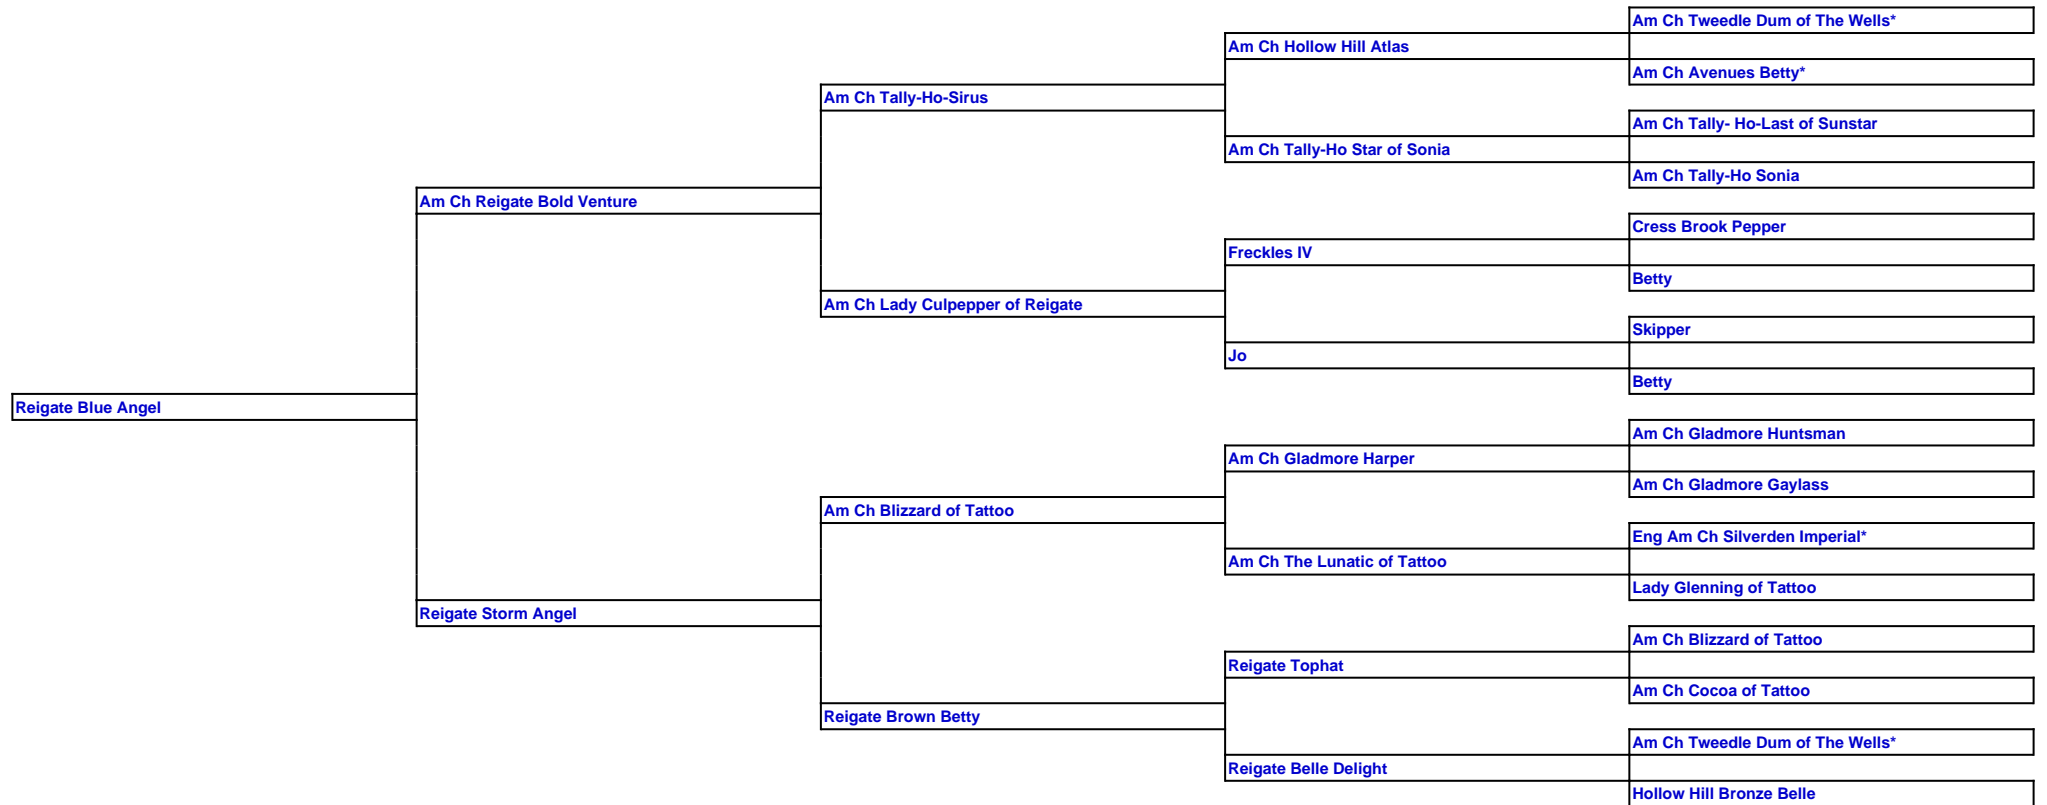 Am Ch Tweedle Dum of The Wells*
Am Ch Hollow Hill Atlas
Am Ch Avenues Betty*
Am Ch Tally-Ho-Sirus
Am Ch Tally- Ho-Last of Sunstar
Am Ch Tally-Ho Star of Sonia
Am Ch Tally-Ho Sonia
Am Ch Reigate Bold Venture
Cress Brook Pepper
Freckles IV
Betty
Am Ch Lady Culpepper of Reigate
Skipper
Jo
Betty
Reigate Blue Angel
Am Ch Gladmore Huntsman
Am Ch Gladmore Harper
Am Ch Gladmore Gaylass
Am Ch Blizzard of Tattoo
Eng Am Ch Silverden Imperial*
Am Ch The Lunatic of Tattoo
Lady Glenning of Tattoo
Reigate Storm Angel
Am Ch Blizzard of Tattoo
Reigate Tophat
Am Ch Cocoa of Tattoo
Reigate Brown Betty
Am Ch Tweedle Dum of The Wells*
Reigate Belle Delight
Hollow Hill Bronze Belle